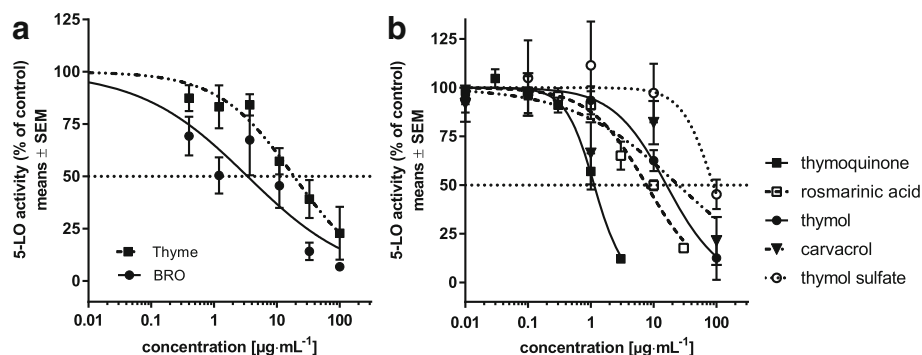 a
5-LO activity (% of control)
means ± SEM
125
100
75
50
25
0
Thyme
BRO
0.01 0.1 1 10 100
concentration [µg·mL⁻¹]
b
5-LO activity (% of control)
means ± SEM
125
100
75
50
25
0
0.01 0.1 1 10 100
concentration [µg·mL⁻¹]
thymoquinone
rosmarinic acid
thymol
carvacrol
thymol sulfate